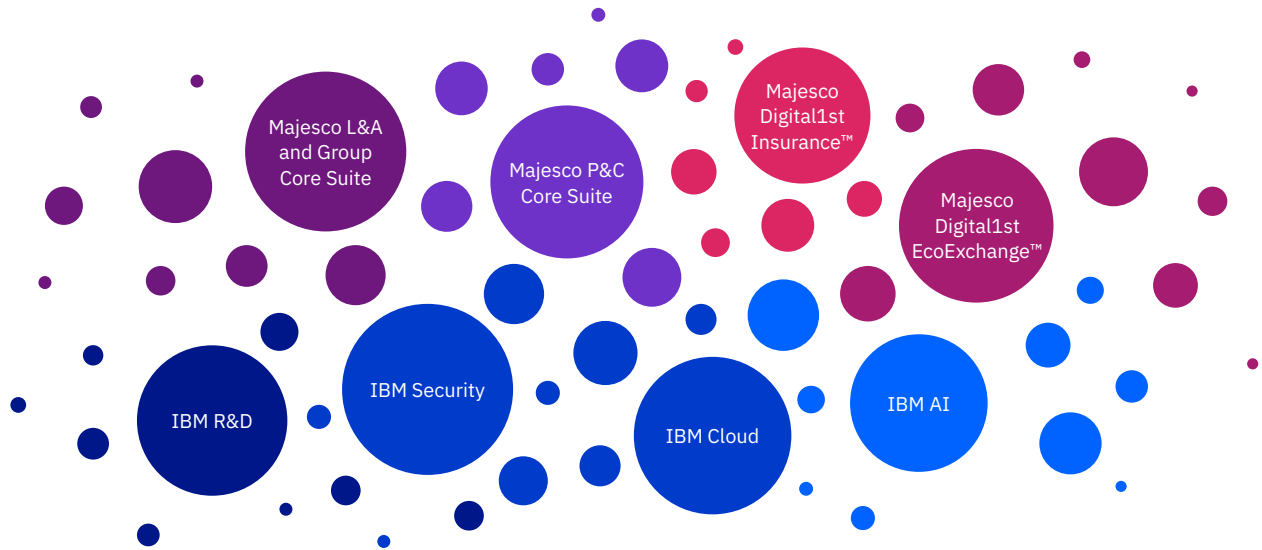 Majesco L&A
and Group
Core Suite
Majesco P&C
Core Suite
Majesco
Digital1st
Insurance™
Majesco
Digital1st
EcoExchange™
IBM R&D
IBM Security
IBM Cloud
IBM AI